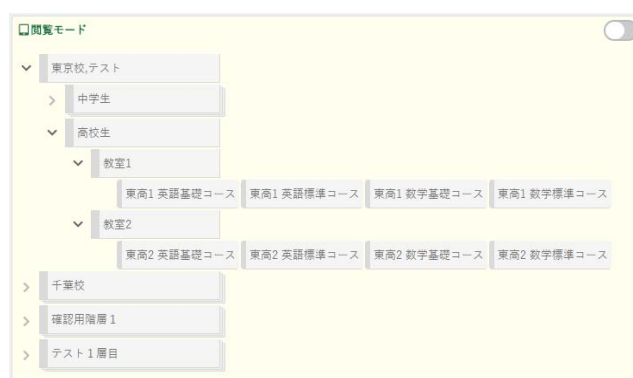 閲覧モード
東京校,テスト
中学生
高校生
教室1
東高1 英語基礎コース 東高1 英語標準コース 東高1 数学基礎コース 東高1 数学標準コース
教室2
東高2 英語基礎コース 東高2 英語標準コース 東高2 数学基礎コース 東高2 数学標準コース
千葉校
確認用階層1
テスト1層目